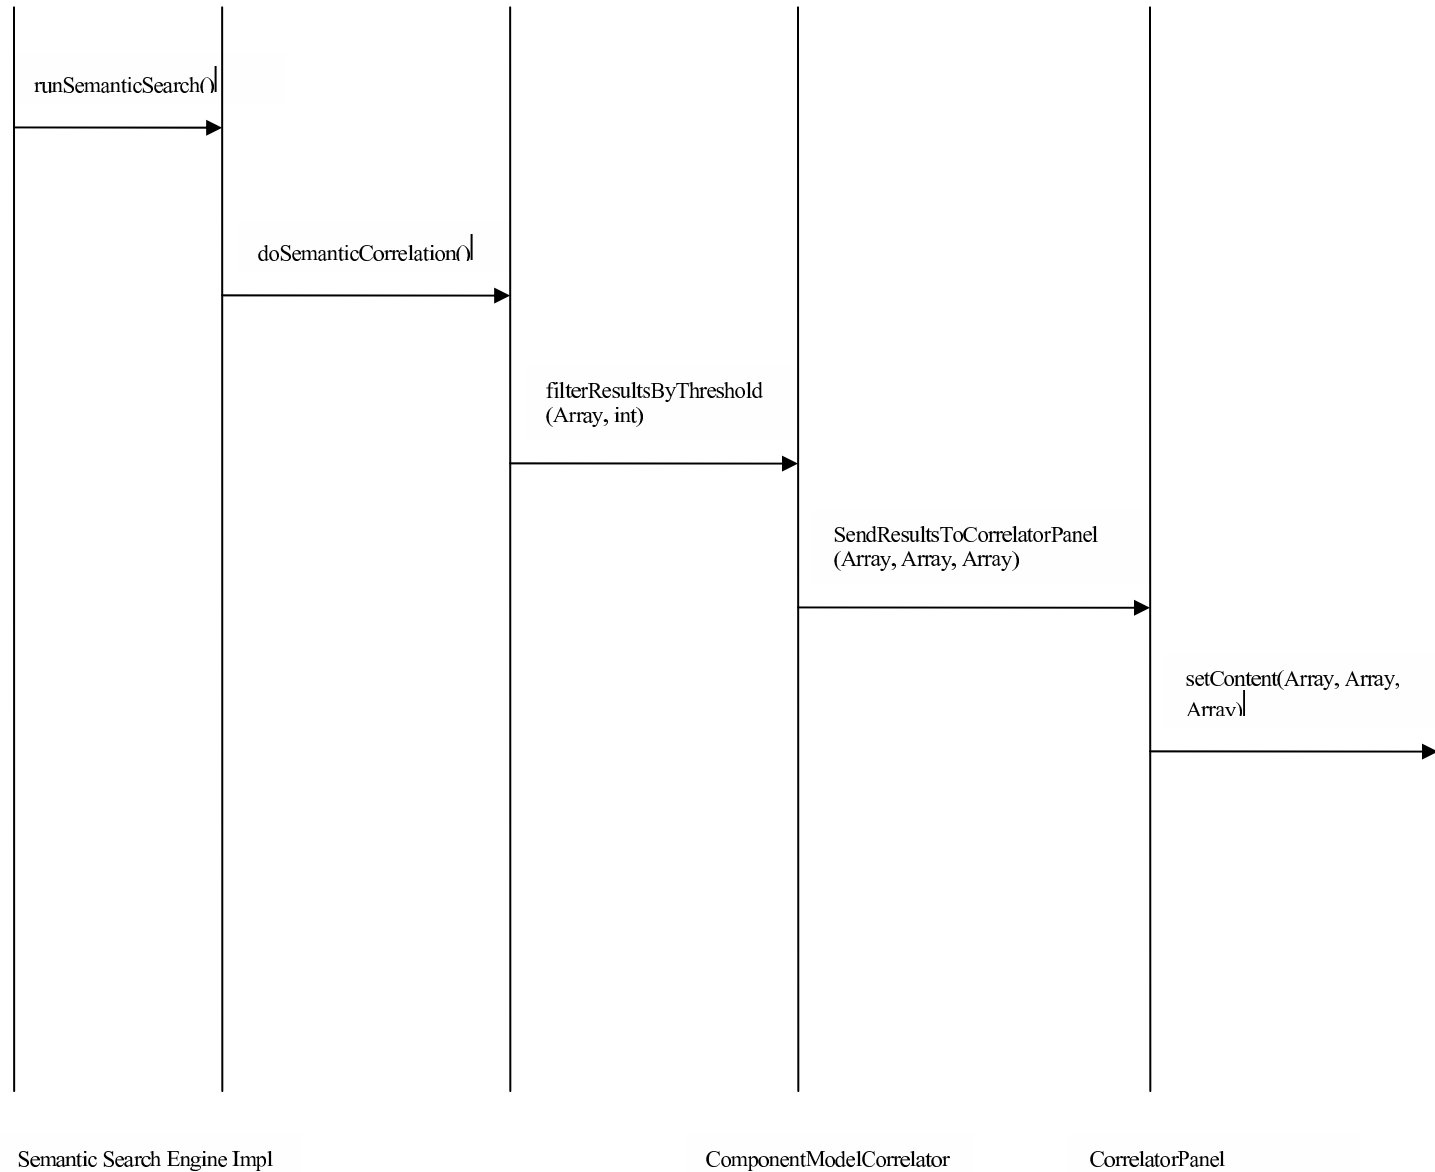 runSemanticSearch()
doSemanticCorrelation()
filterResultsByThreshold
(Array, int)
SendResultsToCorrelatorPanel
(Array, Array, Array)
setContent(Array, Array,
Array)
Semantic Search Engine Impl
ComponentModelCorrelator
CorrelatorPanel